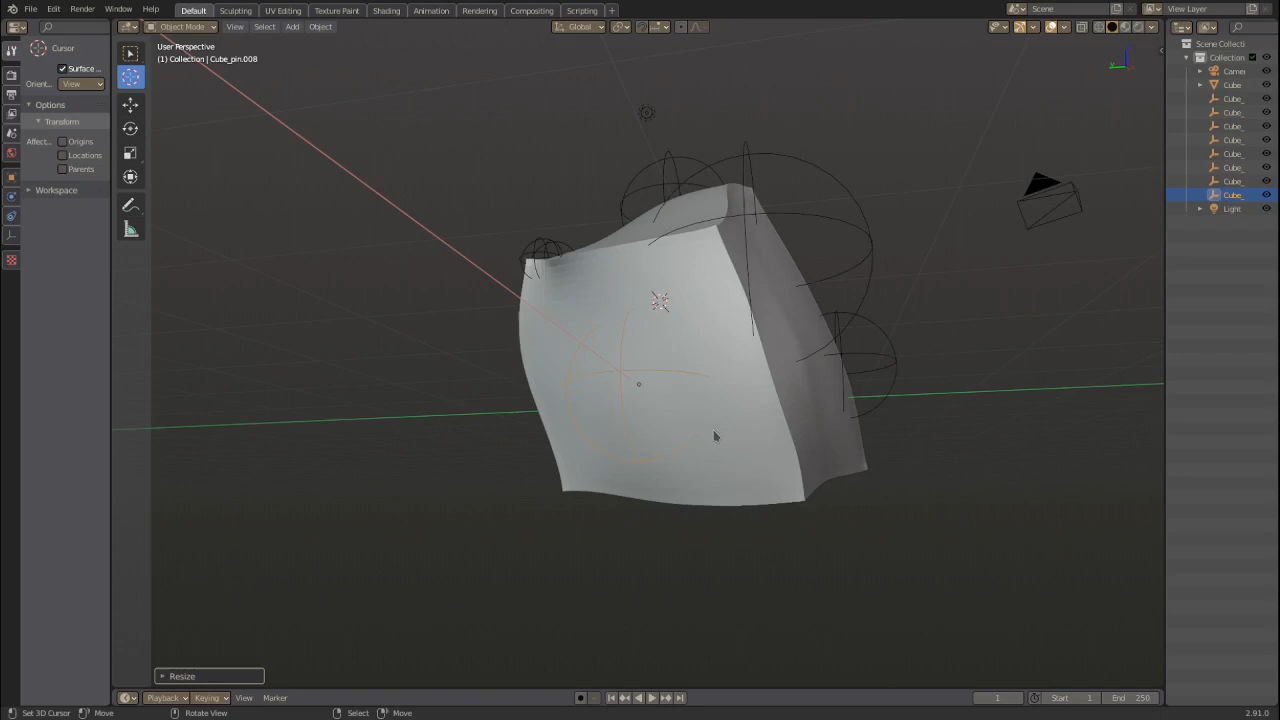 File Edit Render Window Help Default Sculpting UV Editing Texture Paint Shading Animation Rendering Compositing Scripting + Scene View Layer
Object Mode View Select Add Object Global
Cursor
Surface ...
Orient... View
Options
Transform
Affect... Origins
Locations
Parents
Workspace
User Perspective
(1) Collection | Cube_pin.008
Scene Collecti
Collection
Camer
Cube
Cube_
Cube_
Cube_
Cube_
Cube_
Cube_
Cube_
Cube_
Light
Resize
Playback Keying View Marker 1 Start 1 End 250
Set 3D Cursor Move Rotate View Select Move 2.91.0